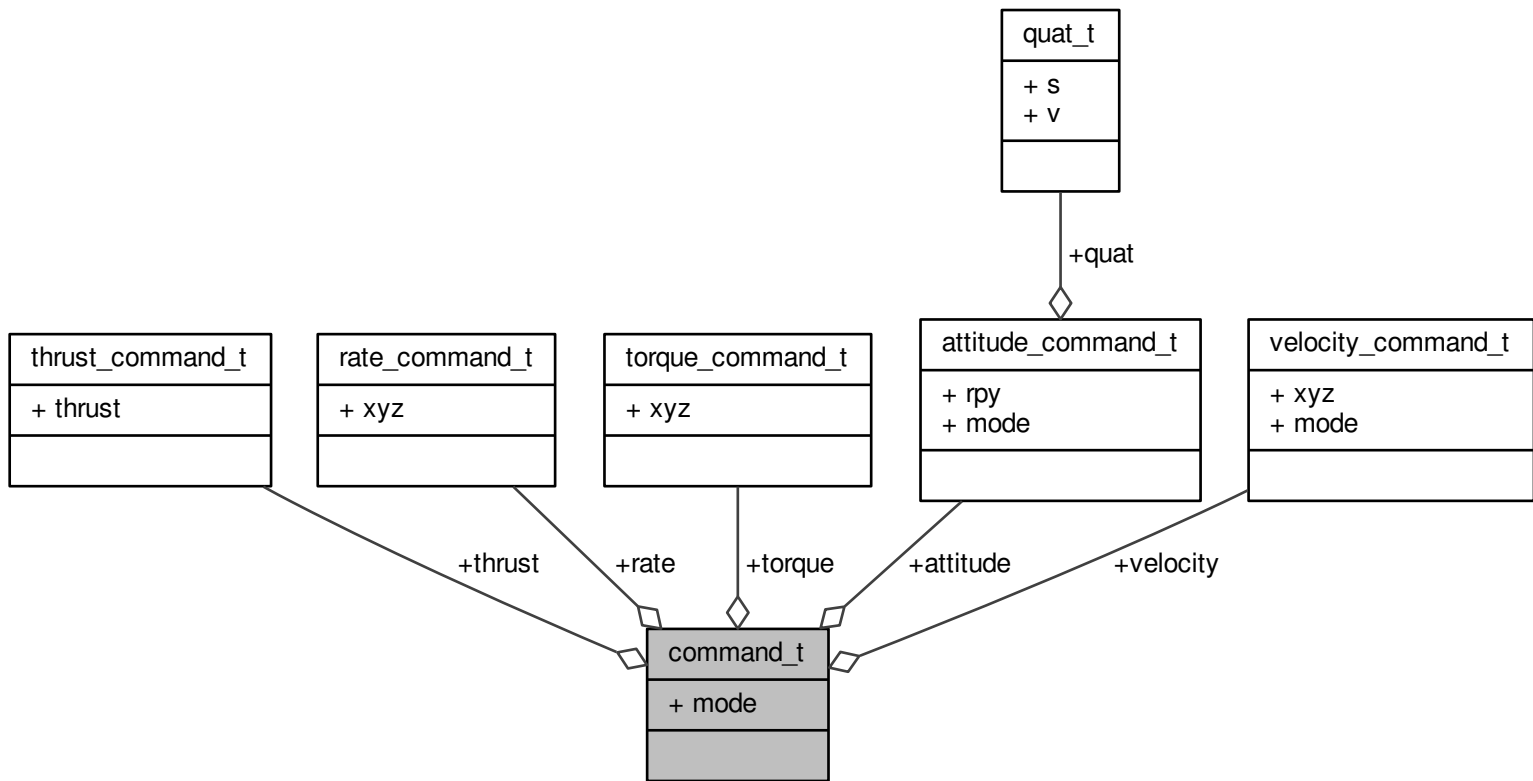 quat_t
+ s
+ v
+quat
thrust_command_t
+ thrust
rate_command_t
+ xyz
torque_command_t
+ xyz
attitude_command_t
+ rpy
+ mode
velocity_command_t
+ xyz
+ mode
+thrust
+rate
+torque
+attitude
+velocity
command_t
+ mode